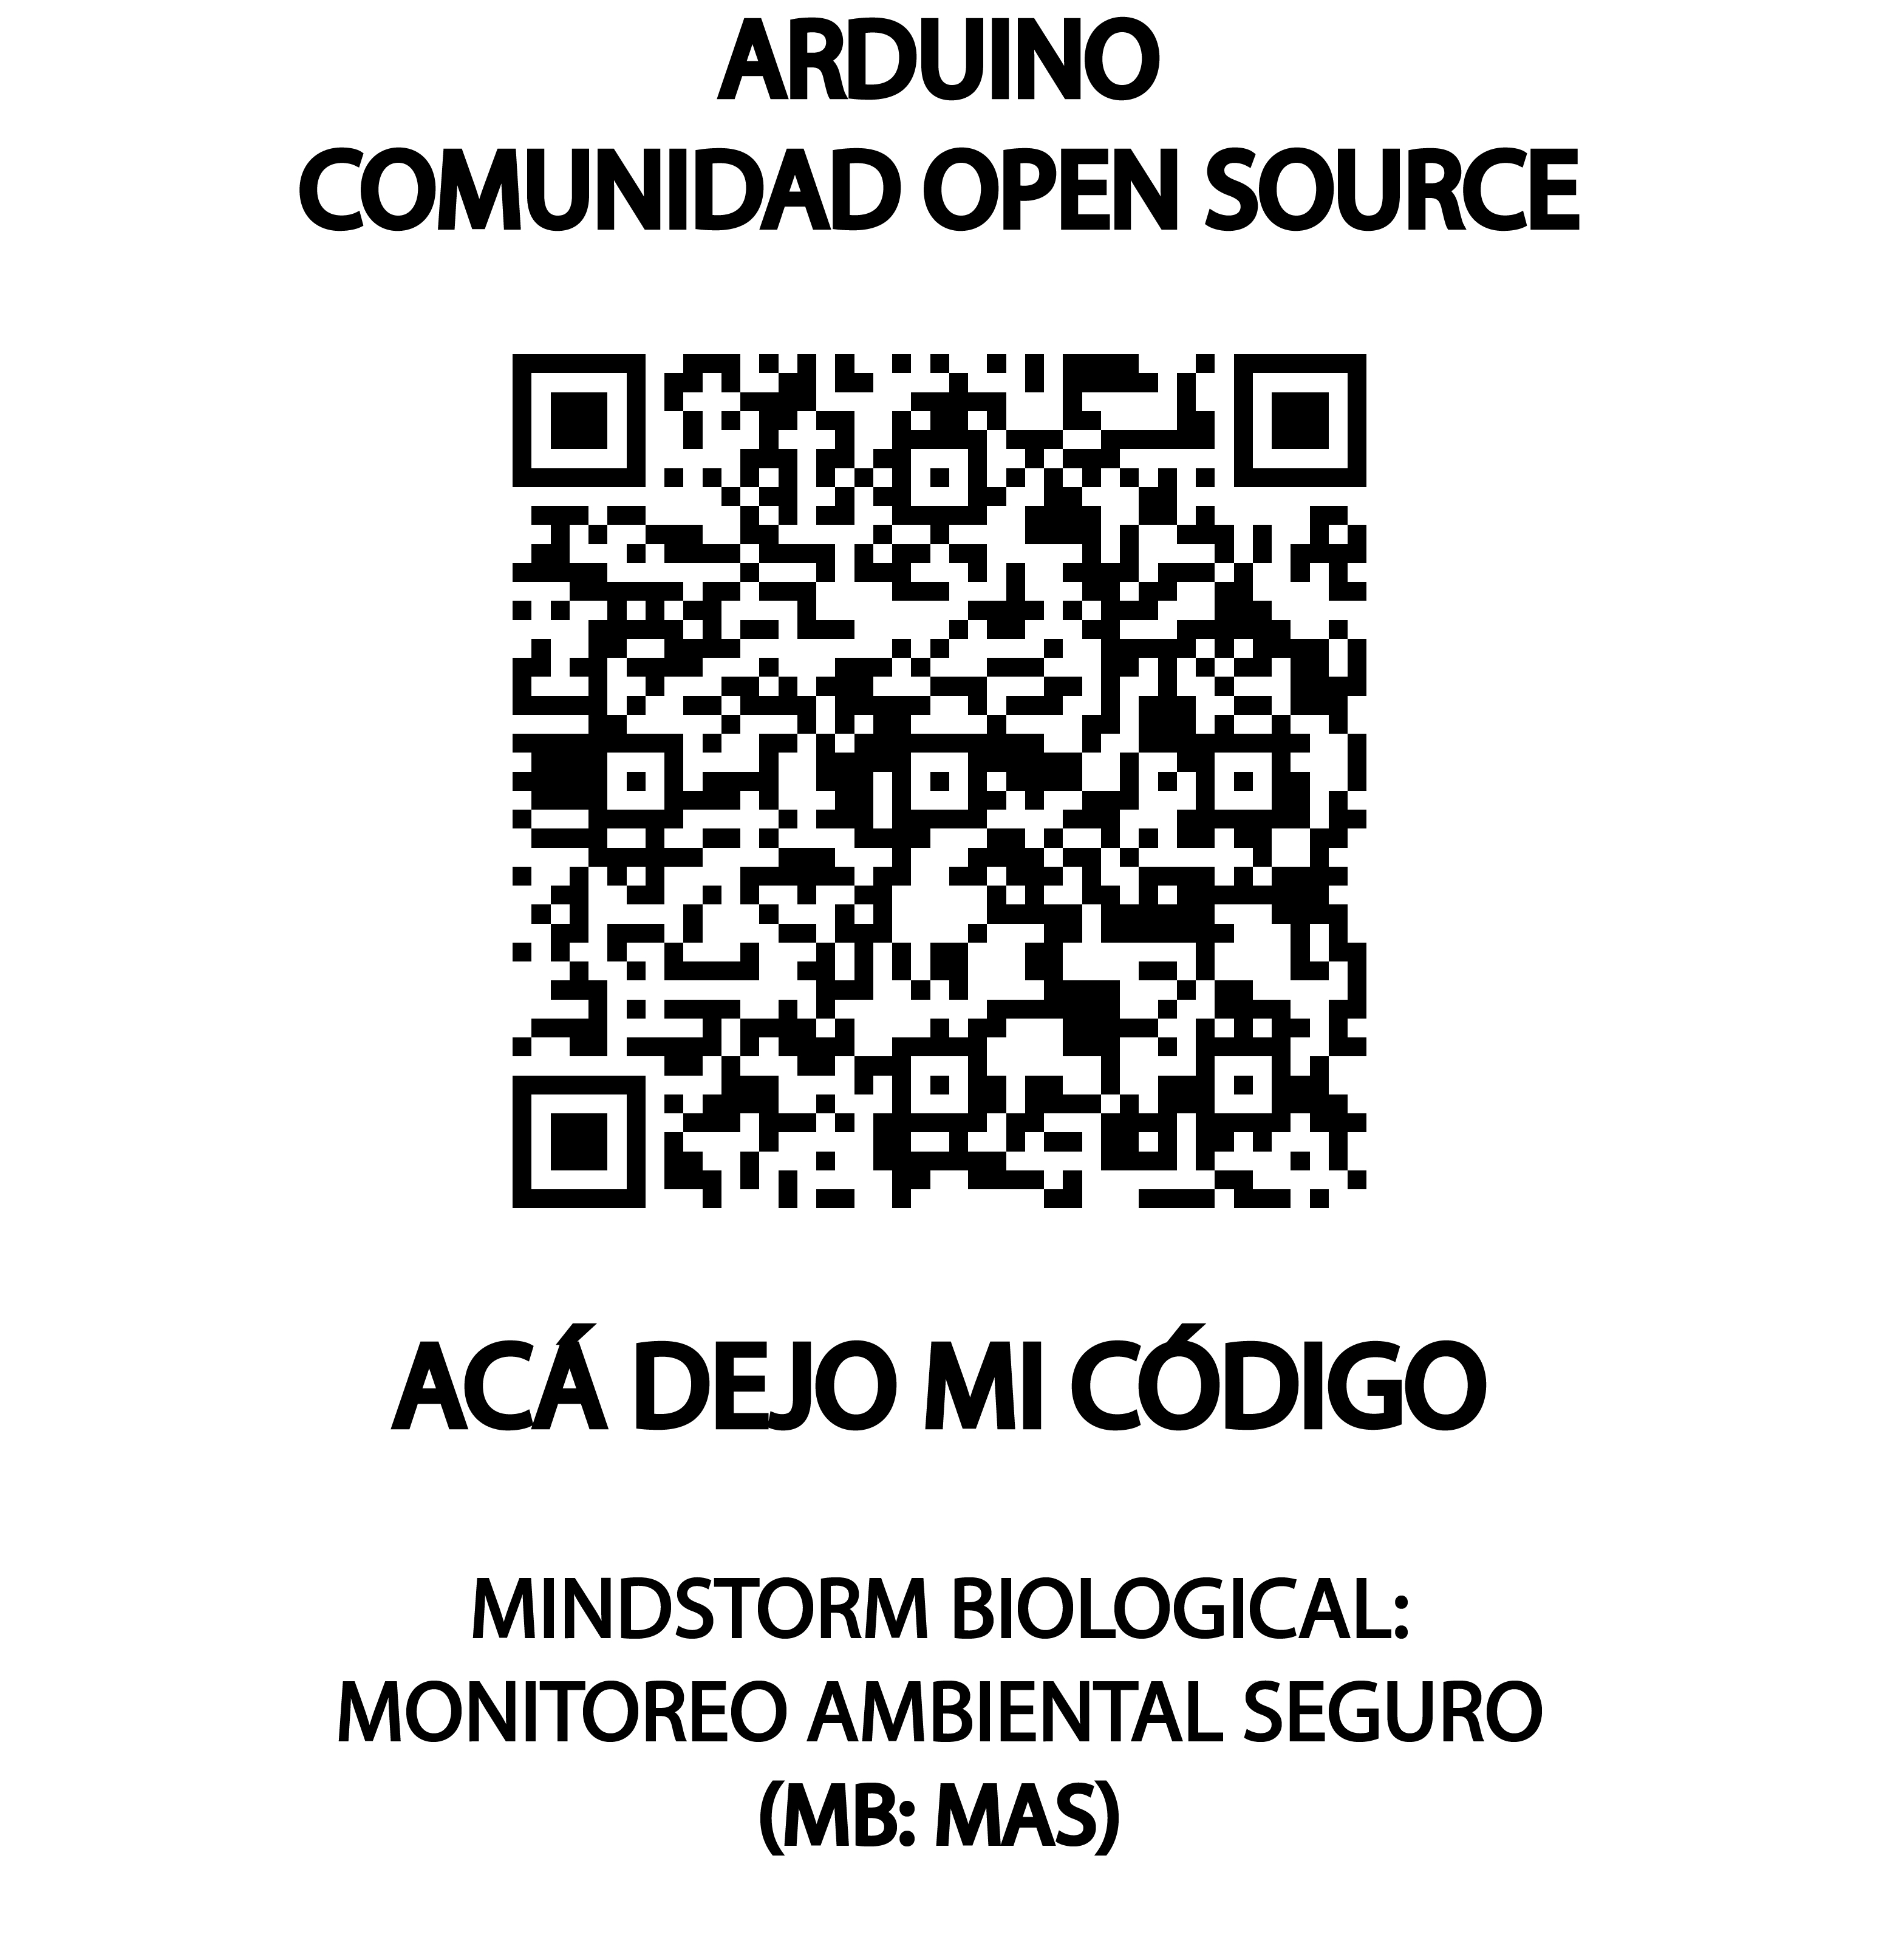 ARDUINO
COMUNIDAD OPEN SOURCE
ACÁ DEJO MI CÓDIGO
MINDSTORM BIOLOGICAL:
MONITOREO AMBIENTAL SEGURO
(MB: MAS)